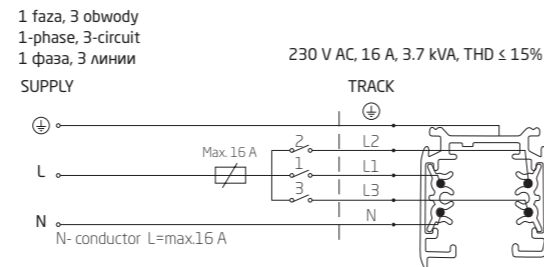 1 faza, 3 obwody
1-phase, 3-circuit
1 фаза, 3 линии
230 V AC, 16 A, 3.7 kVA, THD ≤ 15%
SUPPLY
TRACK
Max. 16 A
2
L2
L
1
L1
3
L3
N
N
N- conductor L=max.16 A